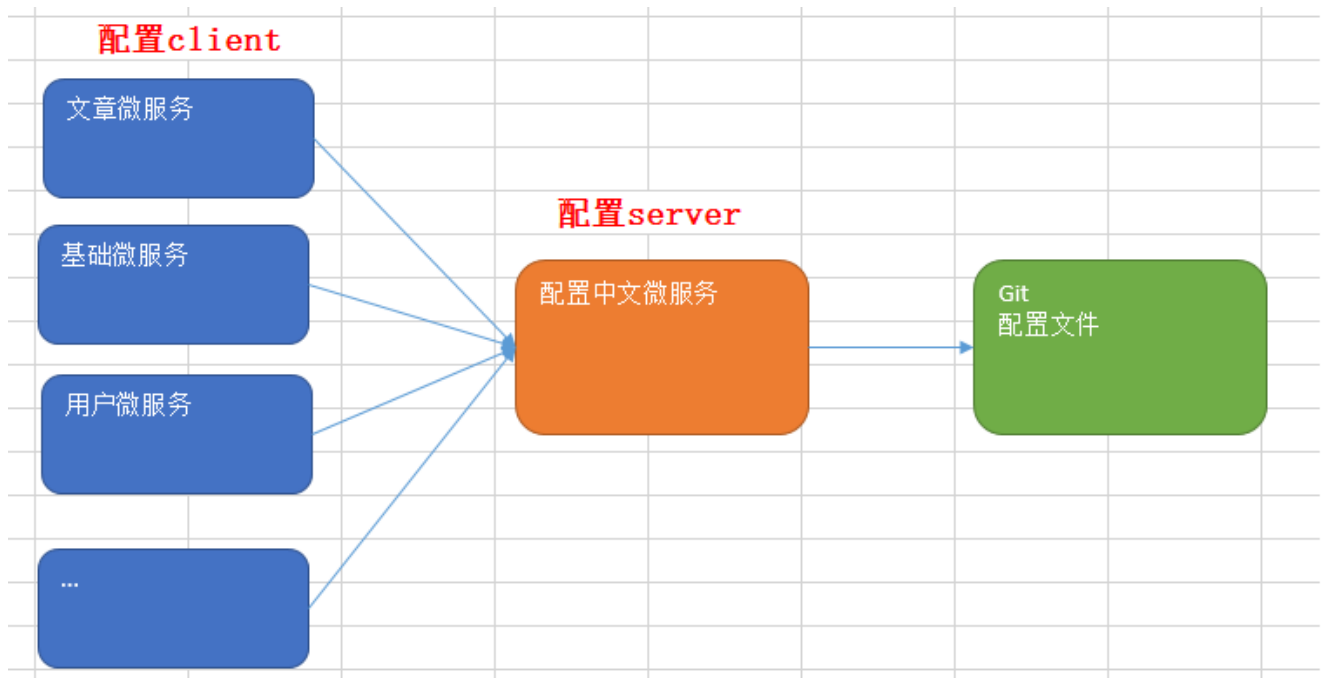 配置client
文章微服务
基础微服务
用户微服务
...
配置server
配置中文微服务
Git
配置文件